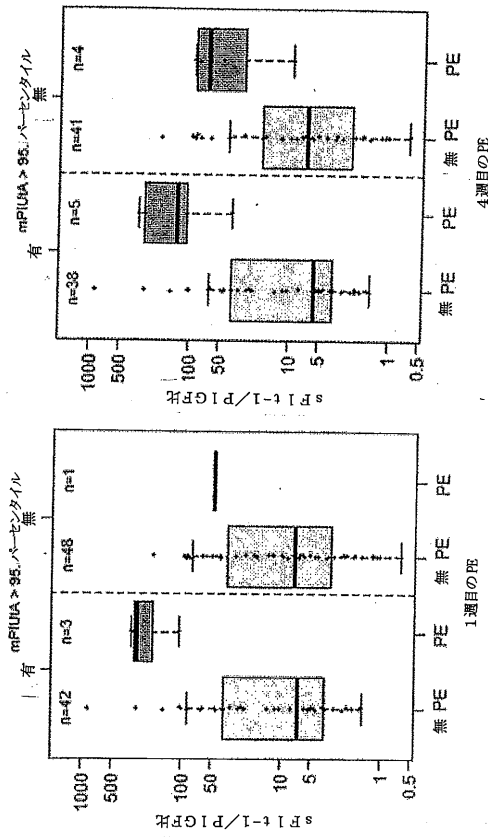 mPIUtA > 95. パーセンタイル
有 無
n=42 n=3 n=48 n=1
1000
500
100
50
10
5
1
0.5
sFlt-1/PIGF比
無 PE PE 無 PE PE
1週目のPE
mPIUtA > 95. パーセンタイル
有 無
n=38 n=5 n=41 n=4
1000
500
100
50
10
5
1
0.5
sFlt-1/PIGF比
無 PE PE 無 PE PE
4週目のPE